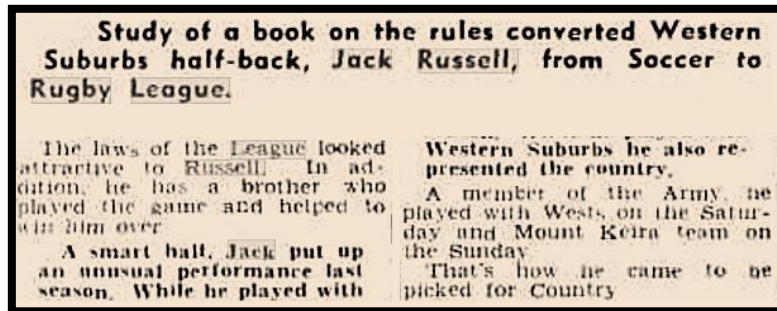 Study of a book on the rules converted Western
Suburbs half-back, Jack Russell, from Soccer to
Rugby League.
The laws of the League looked
attractive to Russell. In ad-
dition, he has a brother who
played the game and helped to
win him over
A smart half, Jack put up
an unusual performance last
season. While he played with
Western Suburbs he also re-
presented the country.
A member of the Army, he
played with Wests on the Satur-
day and Mount Keira team on
the Sunday
That's how he came to be
picked for Country